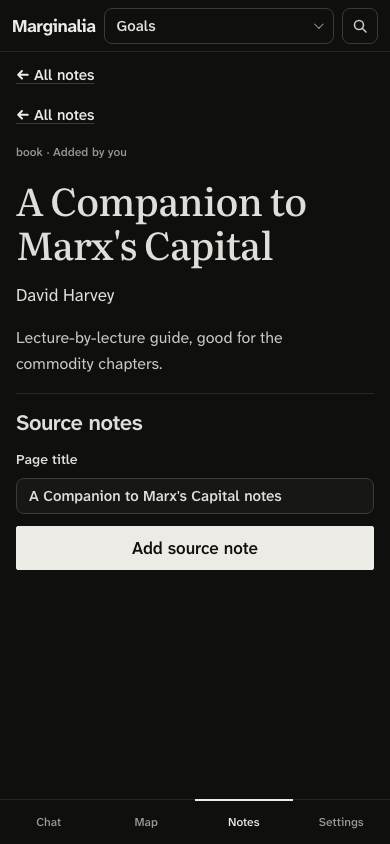 Marginalia
Goals
← All notes
← All notes
book · Added by you
A Companion to
Marx's Capital
David Harvey
Lecture-by-lecture guide, good for the
commodity chapters.
Source notes
Page title
A Companion to Marx's Capital notes
Add source note
Chat Map Notes Settings